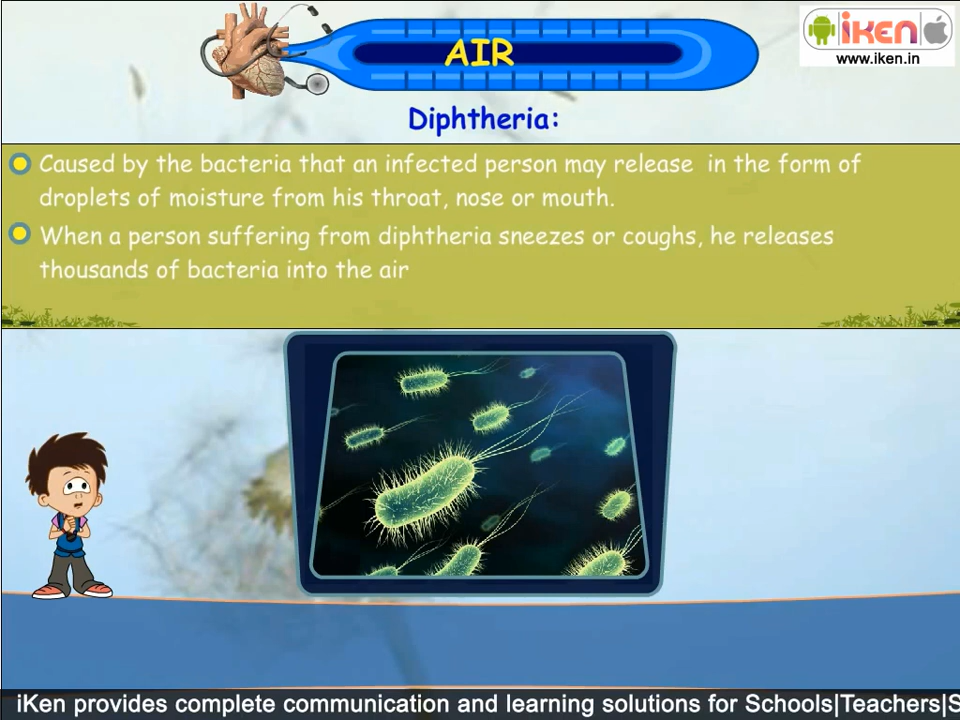 AIR
iKEN
www.iken.in
Diphtheria:
Caused by the bacteria that an infected person may release in the form of
droplets of moisture from his throat, nose or mouth.
When a person suffering from diphtheria sneezes or coughs, he releases
thousands of bacteria into the air
iKen provides complete communication and learning solutions for Schools|Teachers|S